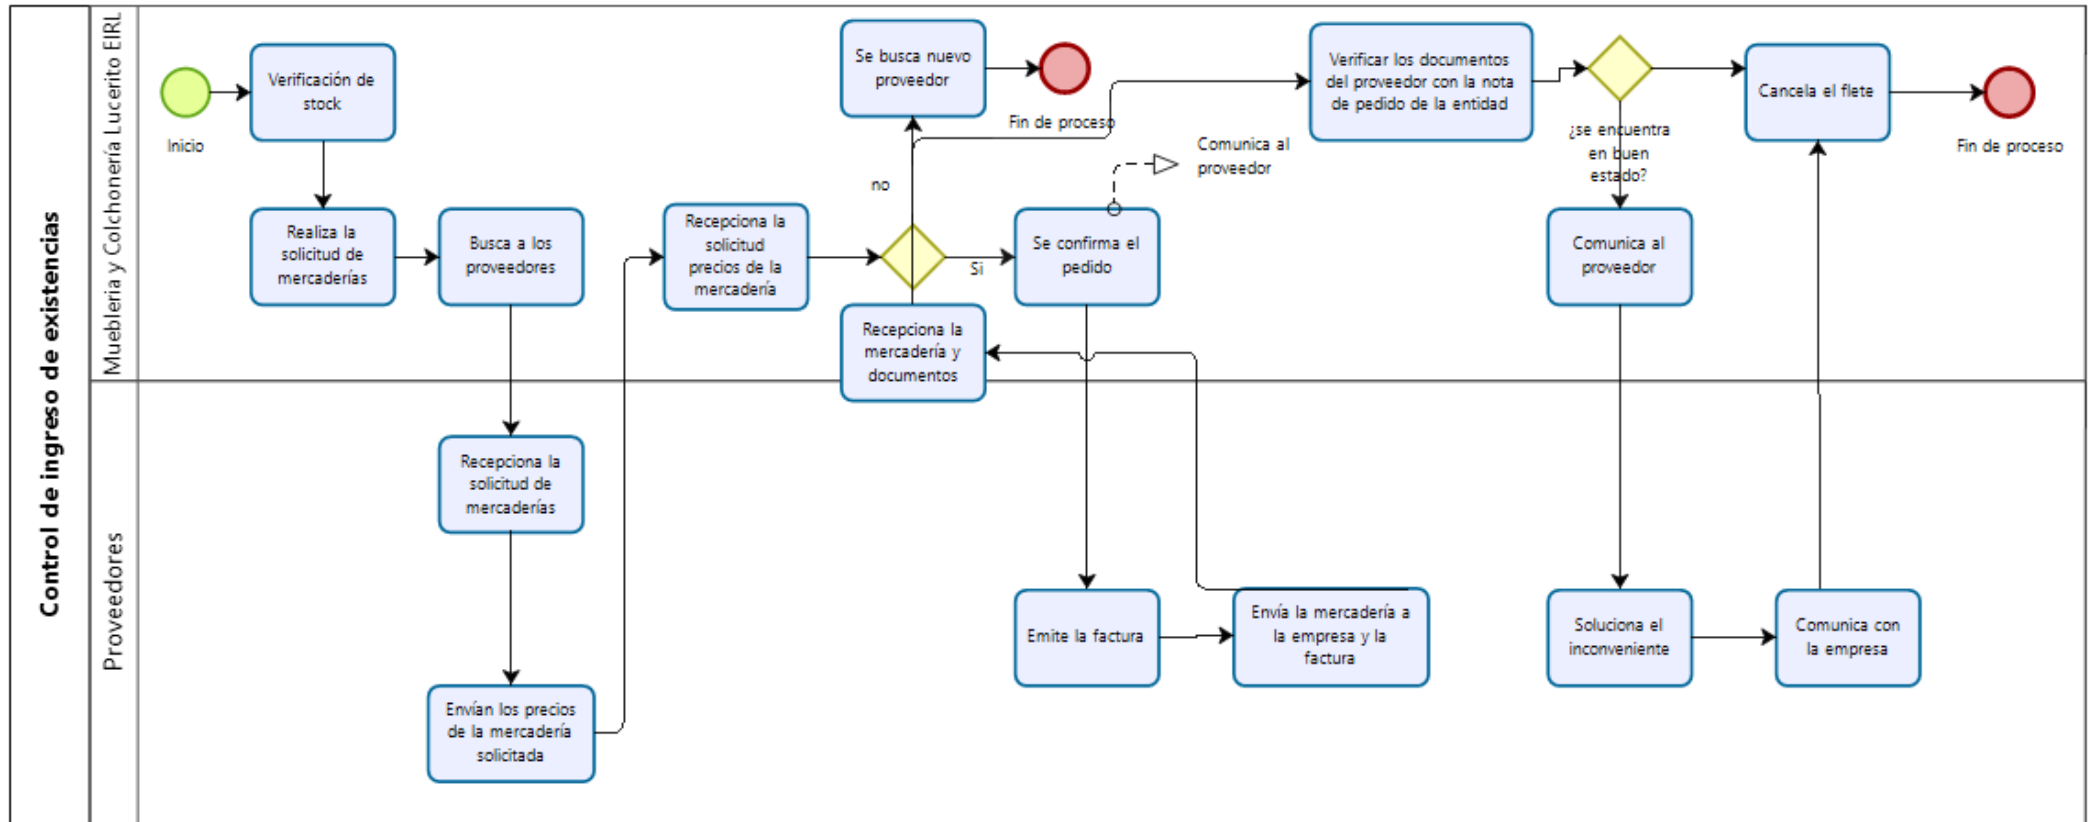 Control de ingreso de existencias
Muebleria y Colchonería Lucerito EIRL
Inicio
Verificación de
stock
Realiza la
solicitud de
mercaderías
Busca a los
proveedores
Recepciona la
solicitud
precios de la
mercadería
Se busca nuevo
proveedor
Fin de proceso
no
Si
Se confirma el
pedido
Comunica al
proveedor
Recepciona la
mercadería y
documentos
Verificar los documentos
del proveedor con la nota
de pedido de la entidad
¿se encuentra
en buen
estado?
Cancela el flete
Fin de proceso
Comunica al
proveedor
Proveedores
Recepciona la
solicitud de
mercaderías
Envían los precios
de la mercadería
solicitada
Emite la factura
Envía la mercadería a
la empresa y la
factura
Soluciona el
inconveniente
Comunica con
la empresa